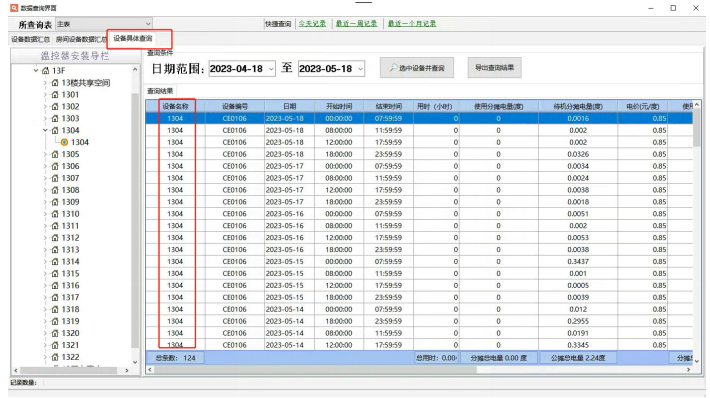 数据查询界面
所查询表 主表 快捷查询 今天记录 最近一周记录 最近一个月记录
设备数据汇总 房间设备数据汇总 设备具体查询
温控器安装导栏
13F
13楼共享空间
1301
1302
1303
1304
1304
1305
1306
1307
1308
1309
1310
1311
1312
1313
1314
1315
1316
1317
1318
1319
1320
1321
1322
查询条件
日期范围: 2023-04-18 至 2023-05-18 选中设备并查询 导出查询结果
查询结果
设备名称 设备编号 日期 开始时间 结束时间 用时 (小时) 使用分摊电量(度) 待机分摊电量(度) 电价(元/度) 使用
1304 CE0106 2023-05-18 00:00:00 07:59:59 0 0 0.0016 0.85
1304 CE0106 2023-05-18 08:00:00 11:59:59 0 0 0.002 0.85
1304 CE0106 2023-05-18 12:00:00 17:59:59 0 0 0.002 0.85
1304 CE0106 2023-05-18 18:00:00 23:59:59 0 0 0.0326 0.85
1304 CE0106 2023-05-17 00:00:00 07:59:59 0 0 0.0034 0.85
1304 CE0106 2023-05-17 08:00:00 11:59:59 0 0 0.0024 0.85
1304 CE0106 2023-05-17 12:00:00 17:59:59 0 0 0.0038 0.85
1304 CE0106 2023-05-17 18:00:00 23:59:59 0 0 0.0018 0.85
1304 CE0106 2023-05-16 00:00:00 07:59:59 0 0 0.0051 0.85
1304 CE0106 2023-05-16 08:00:00 11:59:59 0 0 0.002 0.85
1304 CE0106 2023-05-16 12:00:00 17:59:59 0 0 0.0053 0.85
1304 CE0106 2023-05-16 18:00:00 23:59:59 0 0 0.0038 0.85
1304 CE0106 2023-05-15 00:00:00 07:59:59 0 0 0.3437 0.85
1304 CE0106 2023-05-15 08:00:00 11:59:59 0 0 0.001 0.85
1304 CE0106 2023-05-15 12:00:00 17:59:59 0 0 0.0005 0.85
1304 CE0106 2023-05-15 18:00:00 23:59:59 0 0 0.0039 0.85
1304 CE0106 2023-05-14 00:00:00 07:59:59 0 0 0.012 0.85
1304 CE0106 2023-05-14 18:00:00 23:59:59 0 0 0.2955 0.85
1304 CE0106 2023-05-14 08:00:00 11:59:59 0 0 0.0191 0.85
1304 CE0106 2023-05-14 12:00:00 17:59:59 0 0 0.3345 0.85
总条数: 124 总用时: 0.00 分摊总电量 0.00 度 公摊总电量 2.24度 分摊
记录数量: